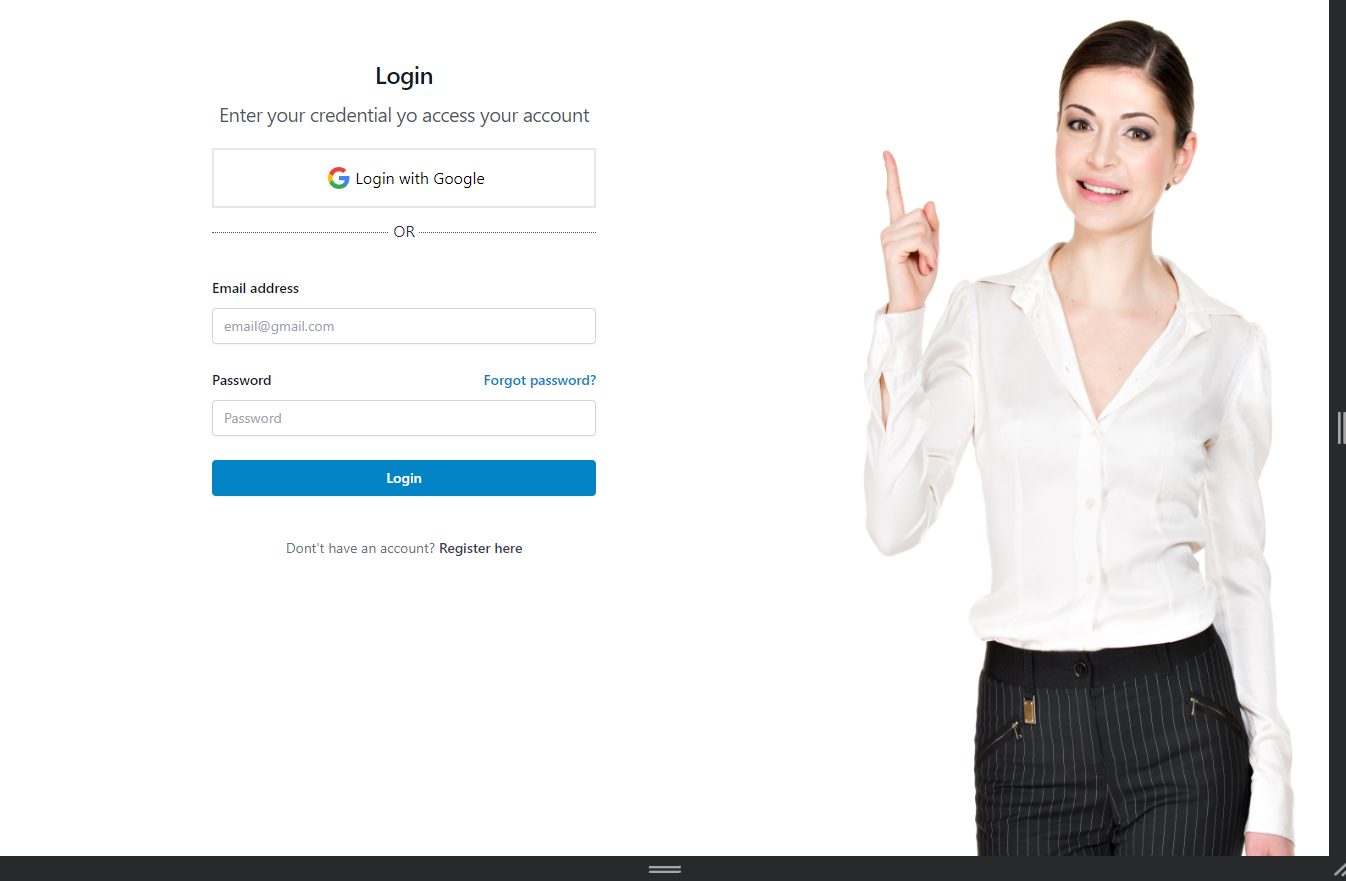 Login
Enter your credential yo access your account
Login with Google
OR
Email address
email@gmail.com
Password Forgot password?
Password
Login
Dont't have an account? Register here